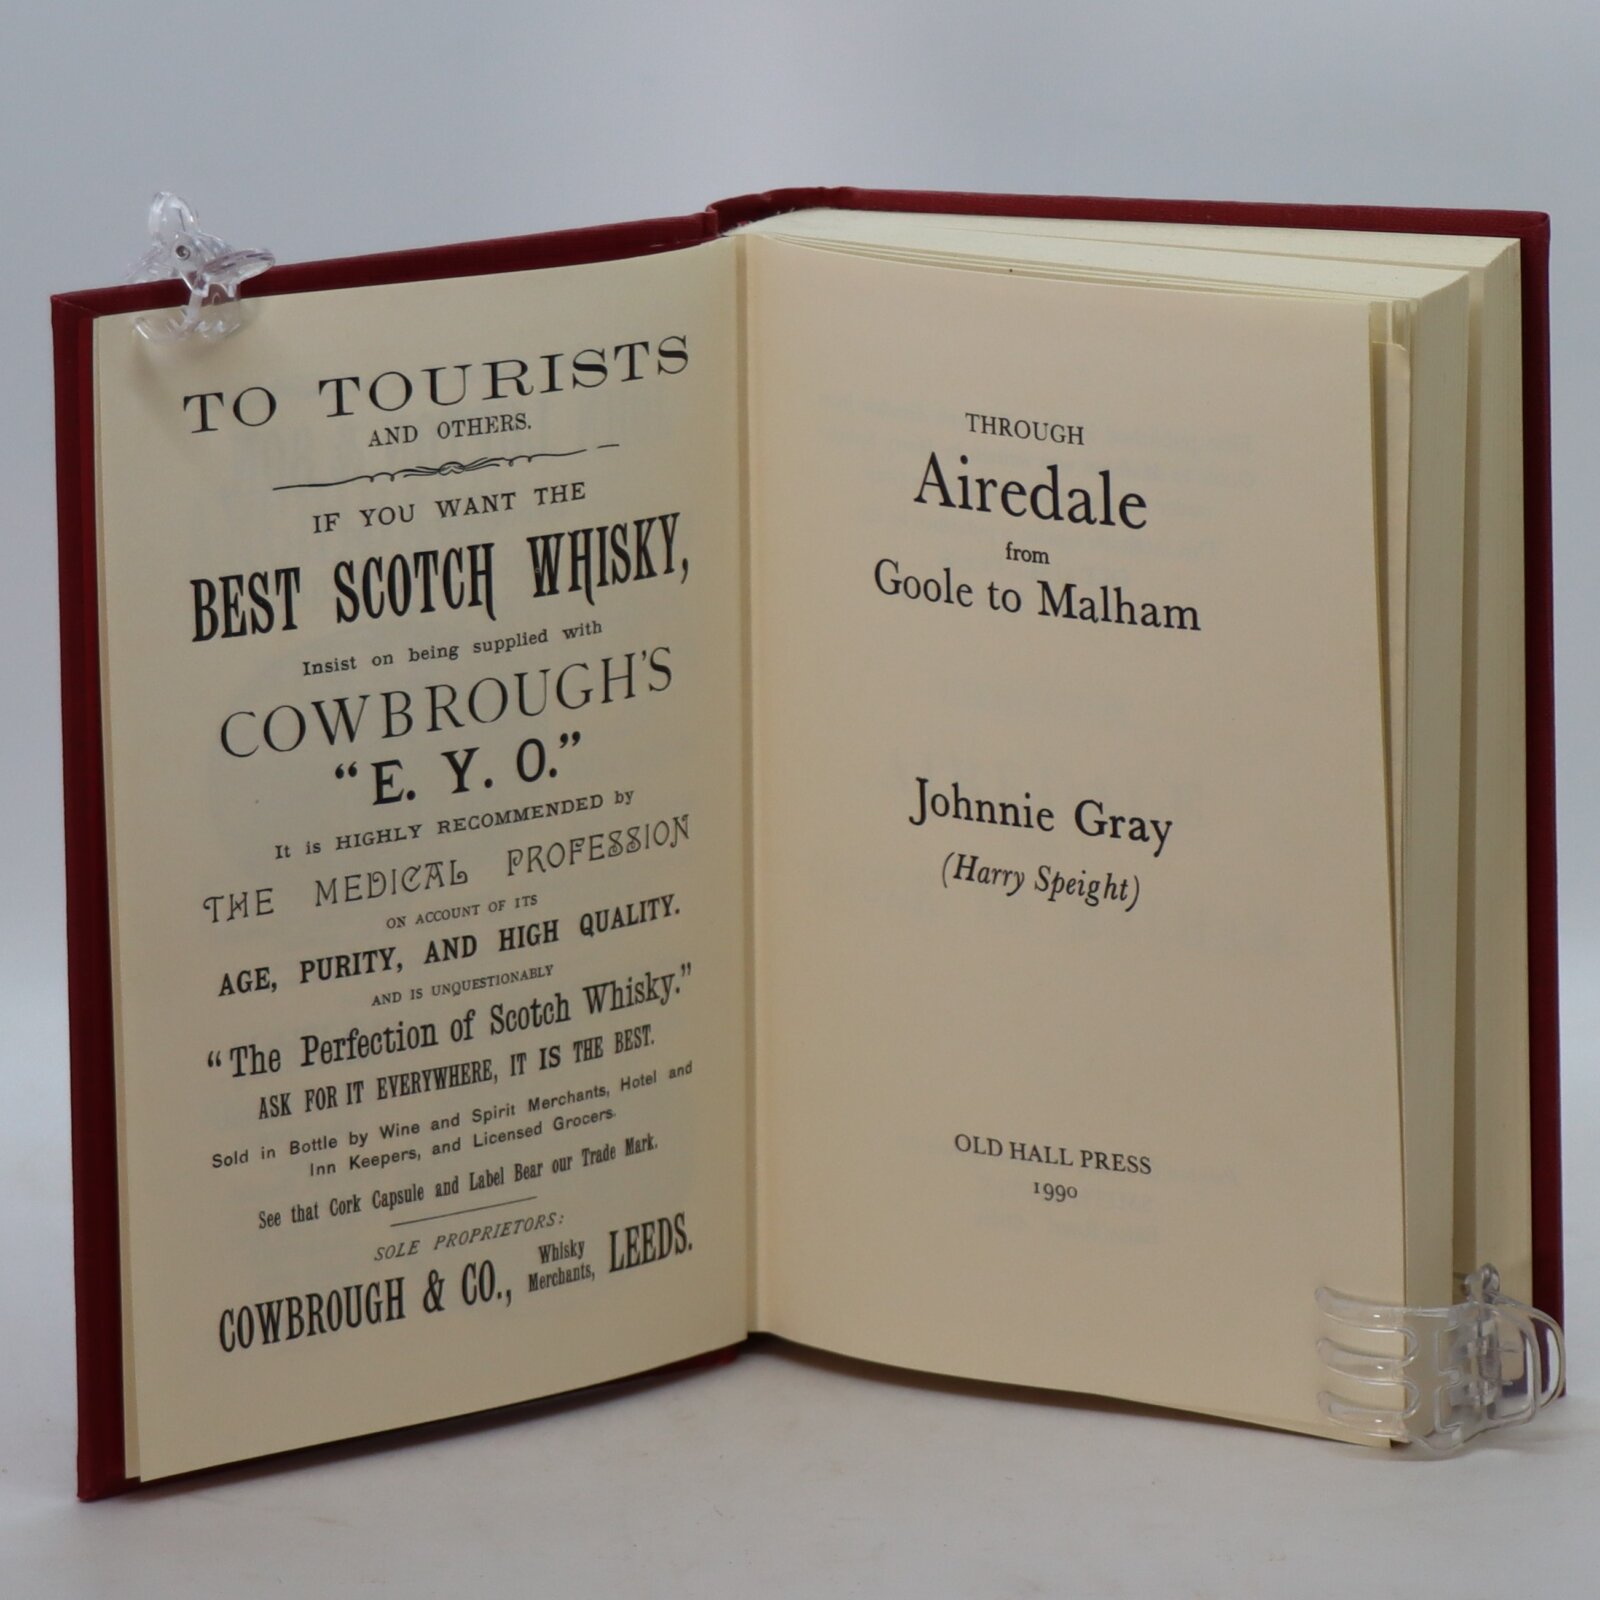 TO TOURISTS
AND OTHERS.
IF YOU WANT THE
BEST SCOTCH WHISKY,
Insist on being supplied with
COWBROUGH'S
“E. Y. O.”
It is HIGHLY RECOMMENDED by
THE MEDICAL PROFESSION
ON ACCOUNT OF ITS
AGE, PURITY, AND HIGH QUALITY.
AND IS UNQUESTIONABLY
“The Perfection of Scotch Whisky.”
ASK FOR IT EVERYWHERE, IT IS THE BEST.
Sold in Bottle by Wine and Spirit Merchants, Hotel and
Inn Keepers, and Licensed Grocers.
See that Cork Capsule and Label Bear our Trade Mark.
SOLE PROPRIETORS:
COWBROUGH & CO., Whisky Merchants, LEEDS.
THROUGH
Airedale
from
Goole to Malham
Johnnie Gray
(Harry Speight)
OLD HALL PRESS
1990